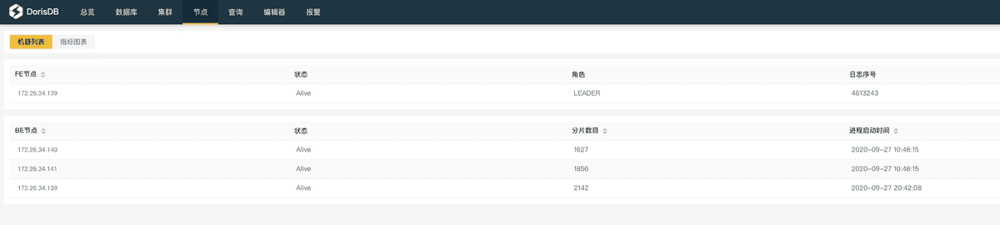 DorisDB 总览 数据库 集群 节点 查询 编辑器 报警
机器列表 指标图表
FE节点 状态 角色 日志序号
172.26.34.139 Alive LEADER 4613243
BE节点 状态 分片数目 进程启动时间
172.26.34.140 Alive 1627 2020-09-27 10:48:15
172.26.34.141 Alive 1856 2020-09-27 10:48:15
172.26.34.139 Alive 2142 2020-09-27 20:42:08